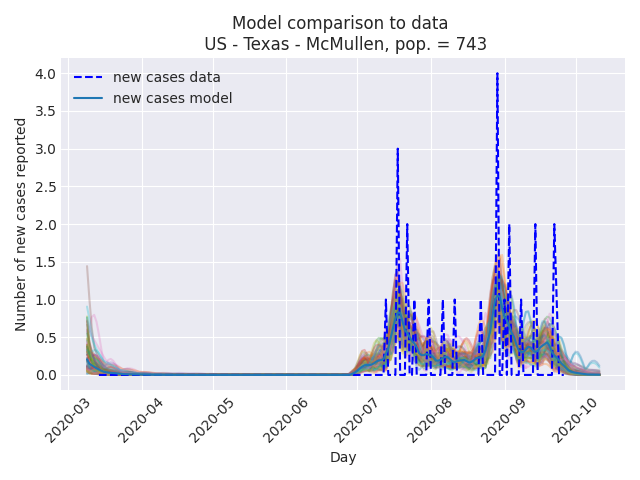 Model comparison to data
US - Texas - McMullen, pop. = 743
new cases data
new cases model
Number of new cases reported
4.0
3.5
3.0
2.5
2.0
1.5
1.0
0.5
0.0
2020-03
2020-04
2020-05
2020-06
2020-07
2020-08
2020-09
2020-10
Day